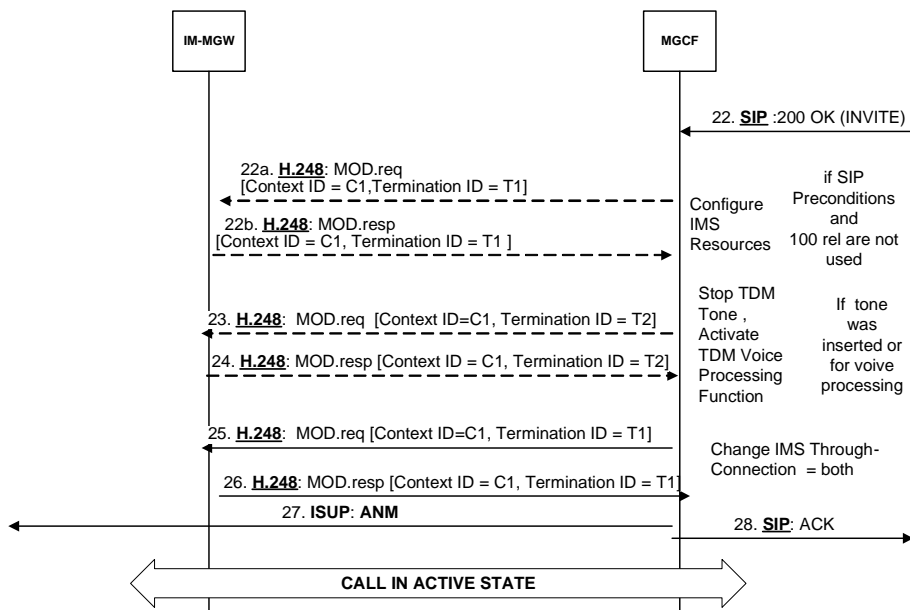 IM-MGW
MGCF
22. SIP :200 OK (INVITE)
22a. H.248: MOD.req
[Context ID = C1,Termination ID = T1]
22b. H.248: MOD.resp
[Context ID = C1, Termination ID = T1 ]
Configure
IMS
Resources
if SIP
Preconditions
and
100 rel are not
used
23. H.248: MOD.req [Context ID=C1, Termination ID = T2]
24. H.248: MOD.resp [Context ID = C1, Termination ID = T2]
Stop TDM
Tone ,
Activate
TDM Voice
Processing
Function
If tone
was
inserted or
for voive
processing
25. H.248: MOD.req [Context ID=C1, Termination ID = T1]
26. H.248: MOD.resp [Context ID = C1, Termination ID = T1]
Change IMS Through-
Connection = both
27. ISUP: ANM
28. SIP: ACK
CALL IN ACTIVE STATE